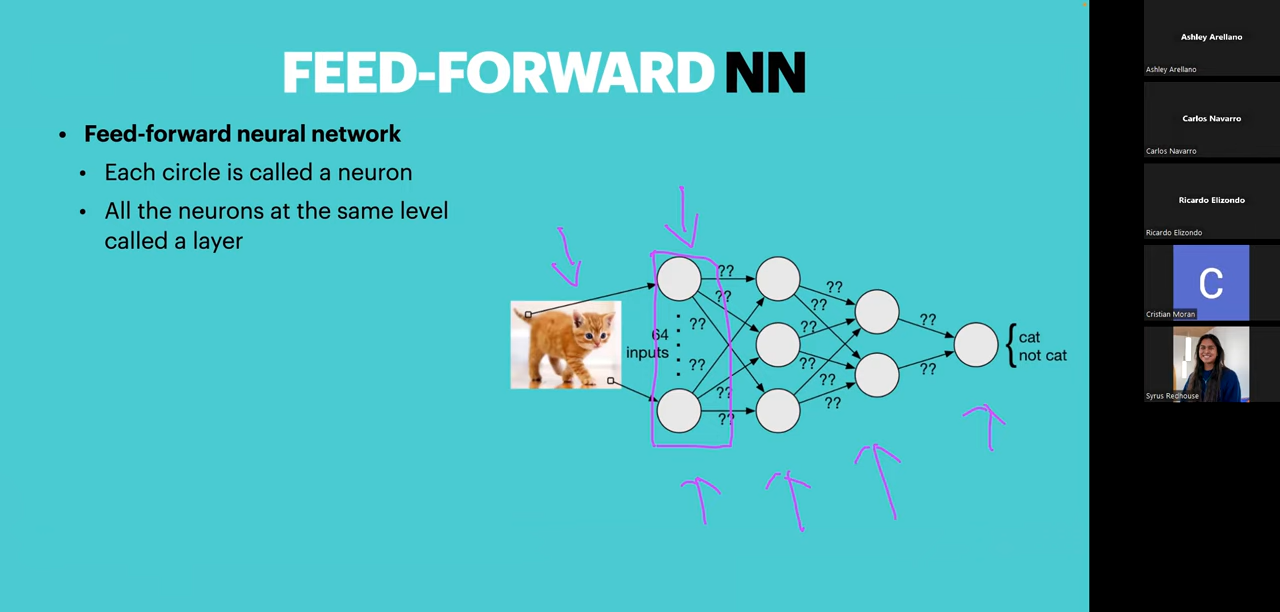 FEED-FORWARD NN
• Feed-forward neural network
• Each circle is called a neuron
• All the neurons at the same level
called a layer
64
inputs
??
??
??
??
??
??
??
??
??
??
??
??
??
??
cat
not cat
Ashley Arellano
Ashley Arellano
Carlos Navarro
Carlos Navarro
Ricardo Elizondo
Ricardo Elizondo
C
Cristian Moran
Syrus Redhouse